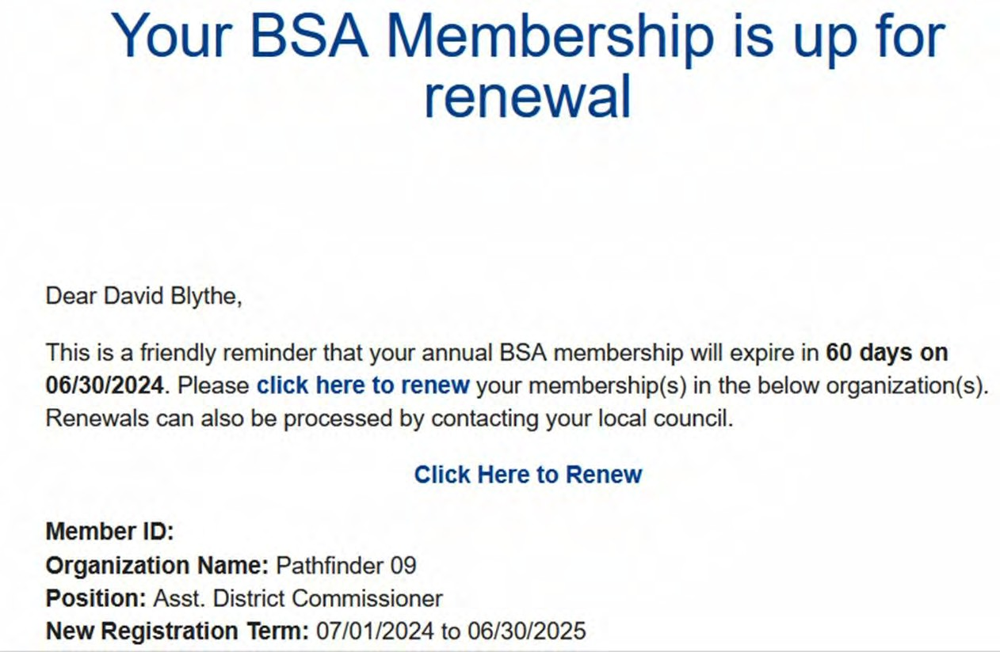 Your BSA Membership is up for
renewal
Dear David Blythe,
This is a friendly reminder that your annual BSA membership will expire in 60 days on
06/30/2024. Please click here to renew your membership(s) in the below organization(s).
Renewals can also be processed by contacting your local council.
Click Here to Renew
Member ID:
Organization Name: Pathfinder 09
Position: Asst. District Commissioner
New Registration Term: 07/01/2024 to 06/30/2025